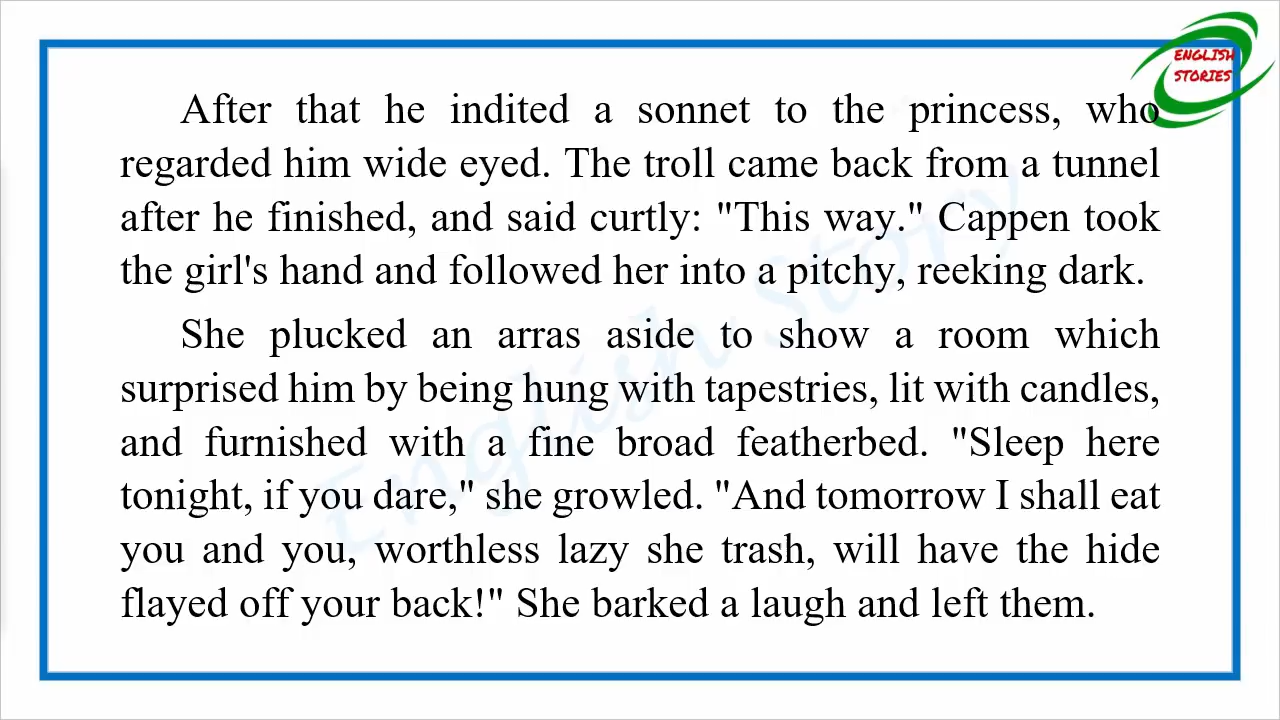 ENGLISH
STORIES
After that he indited a sonnet to the princess, who
regarded him wide eyed. The troll came back from a tunnel
after he finished, and said curtly: "This way." Cappen took
the girl's hand and followed her into a pitchy, reeking dark.
She plucked an arras aside to show a room which
surprised him by being hung with tapestries, lit with candles,
and furnished with a fine broad featherbed. "Sleep here
tonight, if you dare," she growled. "And tomorrow I shall eat
you and you, worthless lazy she trash, will have the hide
flayed off your back!" She barked a laugh and left them.
English Story